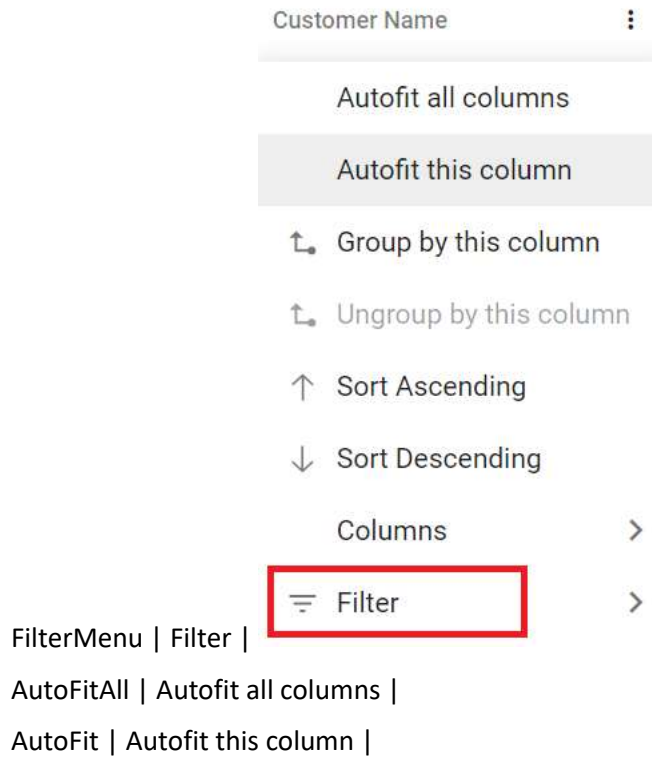 Customer Name
Autofit all columns
Autofit this column
Group by this column
Ungroup by this column
Sort Ascending
Sort Descending
Columns
Filter
FilterMenu | Filter |
AutoFitAll | Autofit all columns |
AutoFit | Autofit this column |